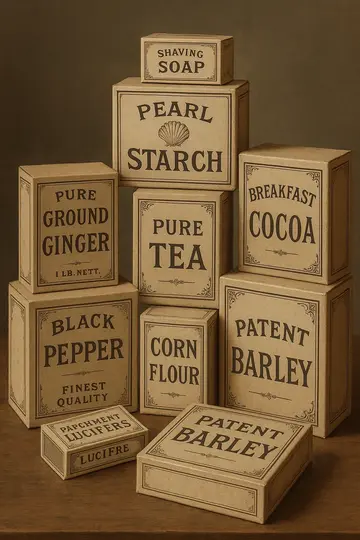 SHAVING
SOAP
PEARL
STARCH
PURE
GROUND
GINGER
1 LB. NETT.
PURE
TEA
BREAKFAST
COCOA
BLACK
PEPPER
FINEST
QUALITY
CORN
FLOUR
PATENT
BARLEY
PARCHMENT
LUCIFERS
LUCIFRE
PATENT
BARLEY